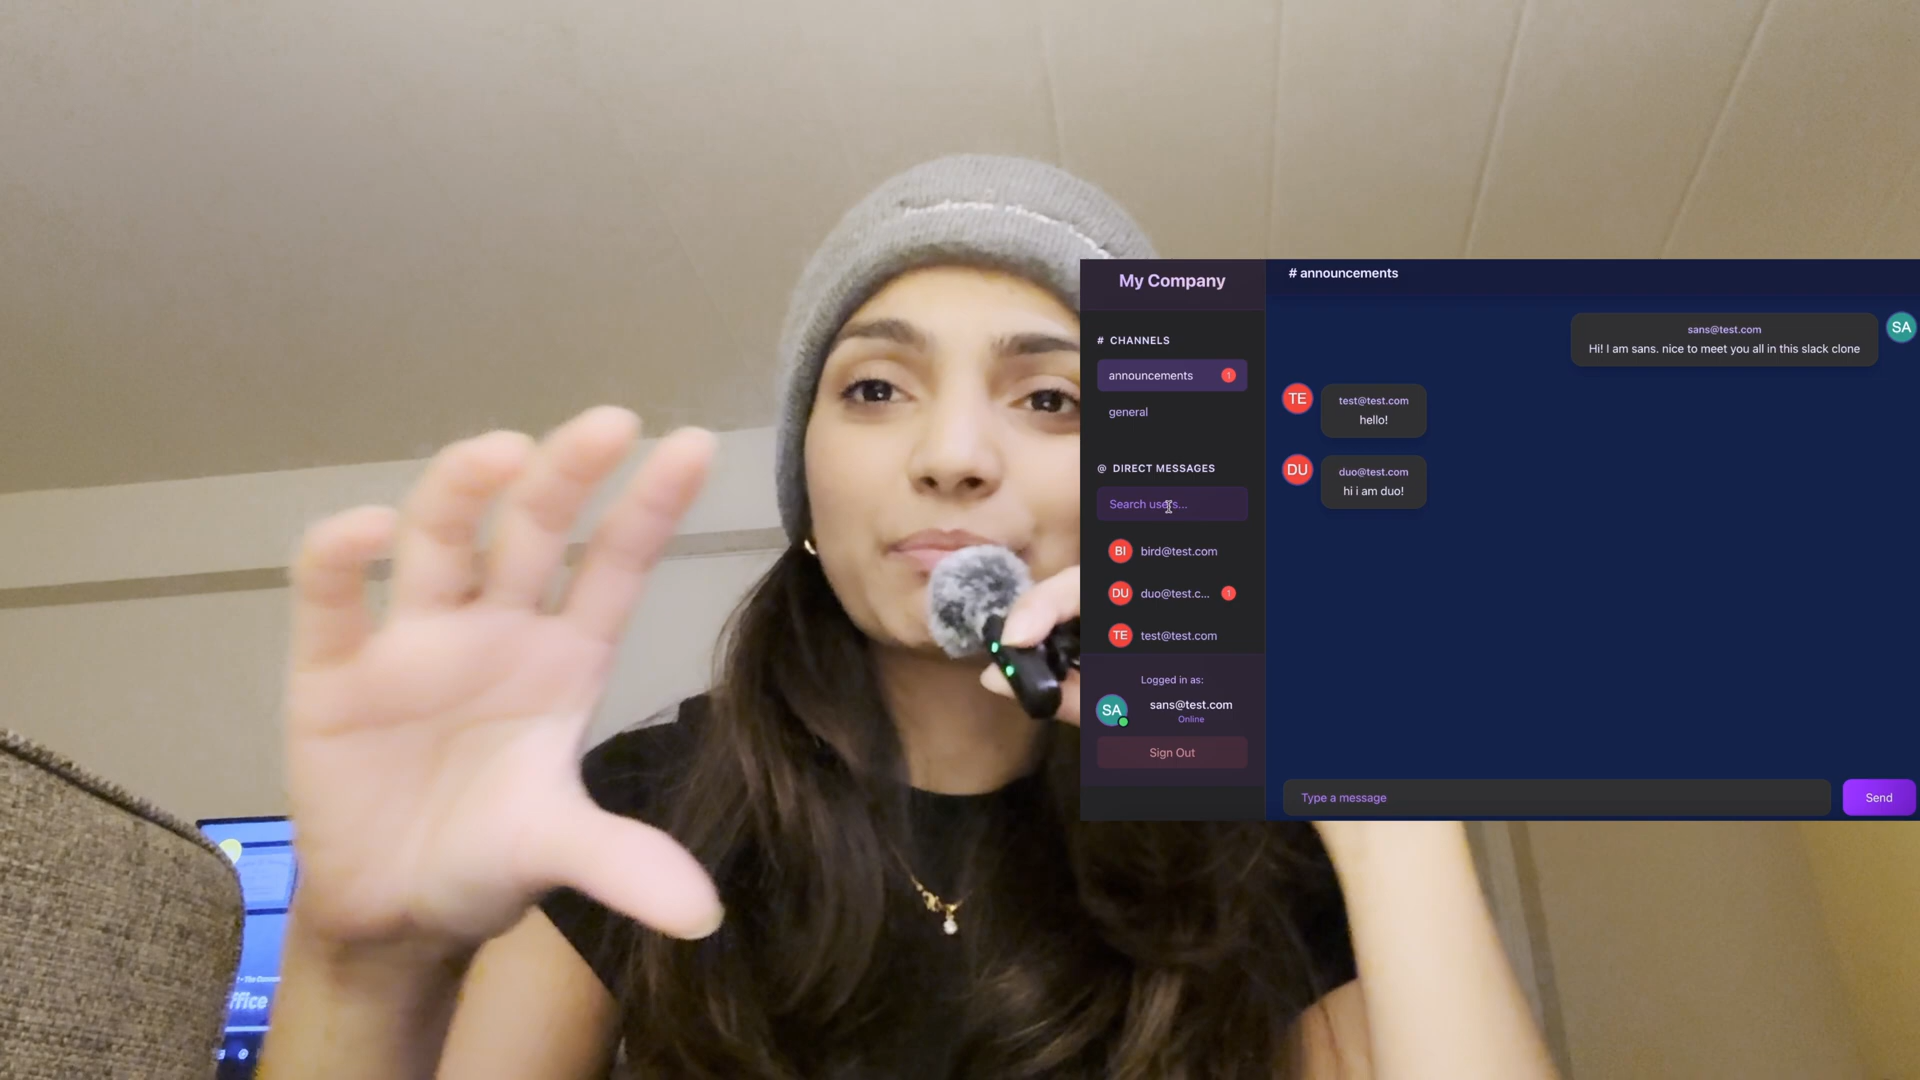 My Company
# CHANNELS
announcements 1
general
@ DIRECT MESSAGES
Search users...
BI bird@test.com
DU duo@test.c... 1
TE test@test.com
Logged in as:
SA sans@test.com
Online
Sign Out
# announcements
sans@test.com
Hi! I am sans. nice to meet you all in this slack clone
SA
TE
test@test.com
hello!
DU
duo@test.com
hi i am duo!
Type a message
Send
ffice